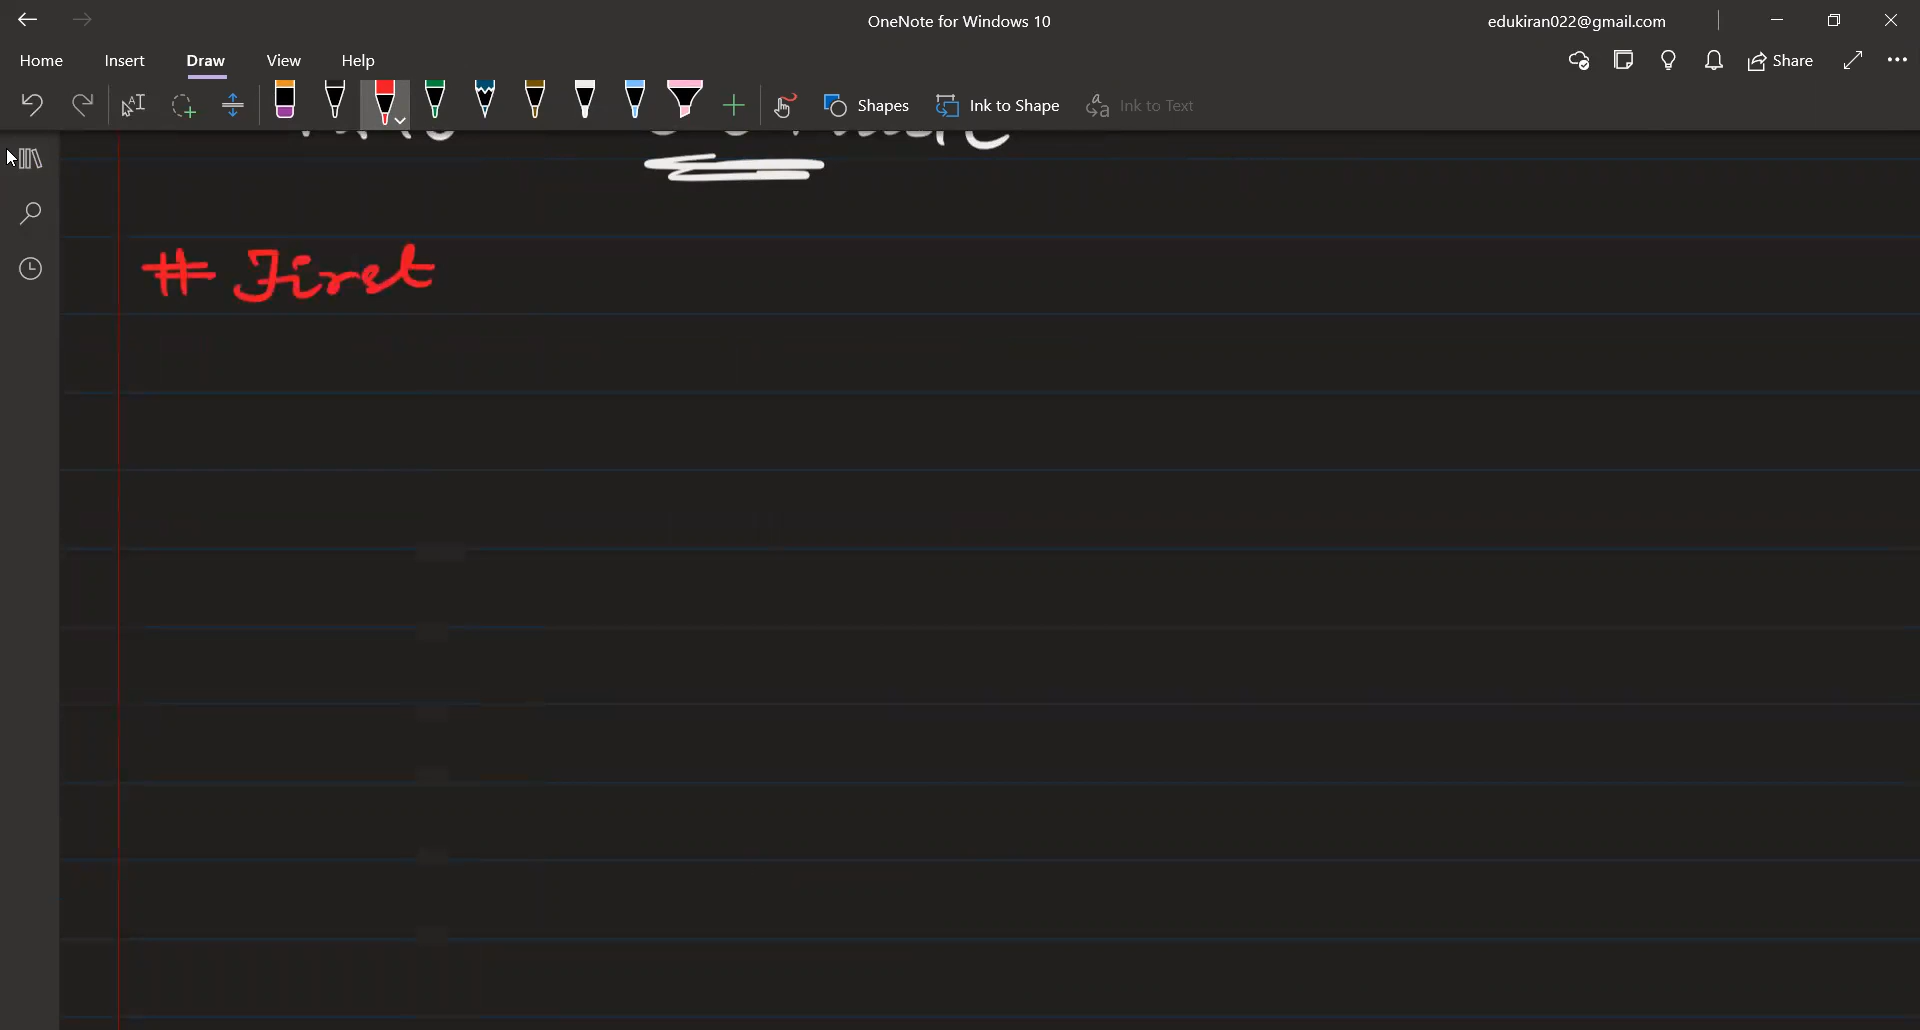 OneNote for Windows 10
edukiran022@gmail.com
Home Insert Draw View Help
Share
Shapes Ink to Shape Ink to Text
# First